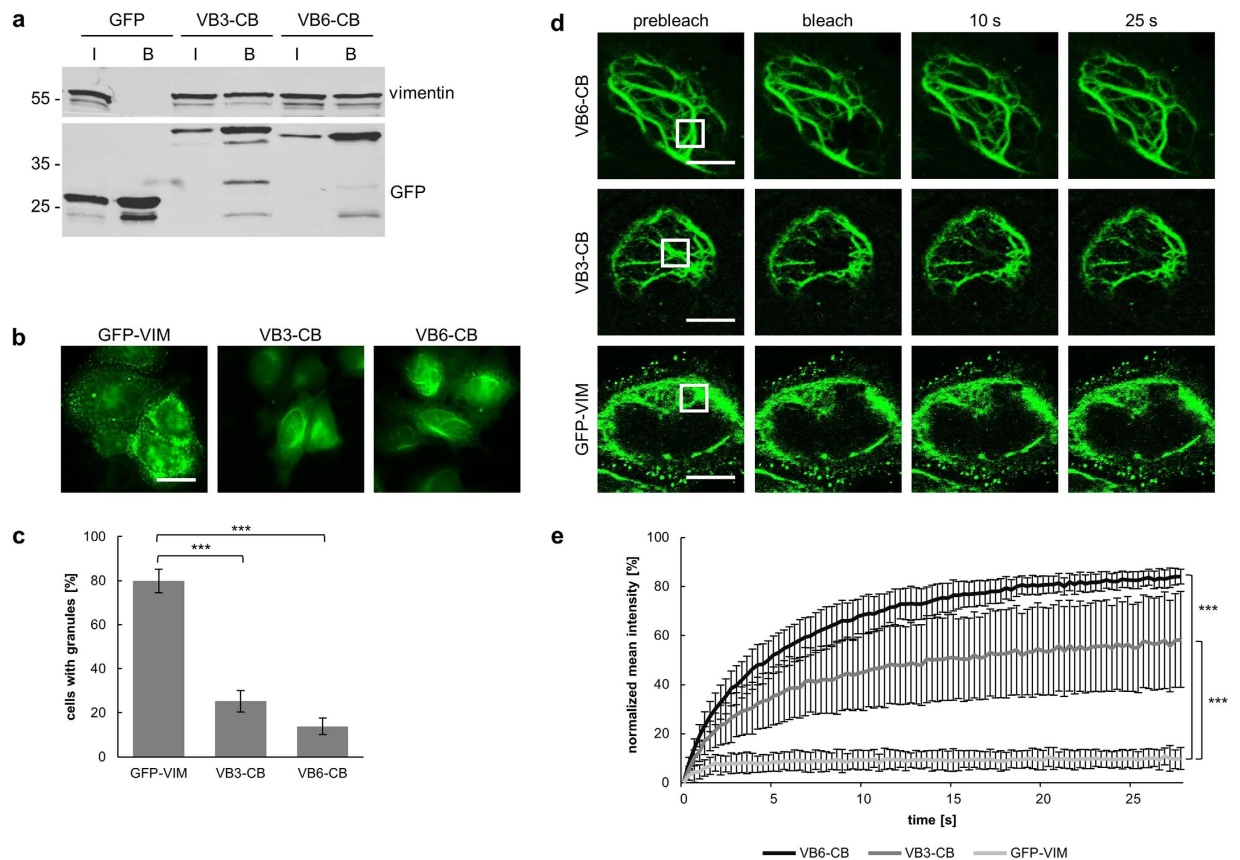 a
GFP VB3-CB VB6-CB
I B I B I B
55 -
vimentin
35 -
25 -
GFP
b
GFP-VIM VB3-CB VB6-CB
c
cells with granules [%]
100
80
60
40
20
0
*** 
***
GFP-VIM VB3-CB VB6-CB
d
prebleach bleach 10 s 25 s
VB6-CB
VB3-CB
GFP-VIM
e
normalized mean intensity [%]
100
80
60
40
20
0
***
***
0 5 10 15 20 25
time [s]
VB6-CB VB3-CB GFP-VIM